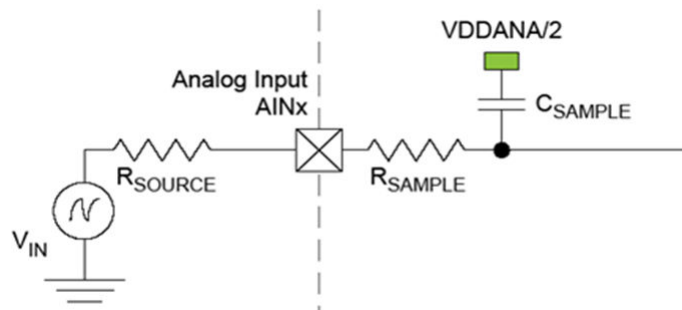 VDDANA/2
Analog Input
AINx
CSAMPLE
RSOURCE
RSAMPLE
VIN